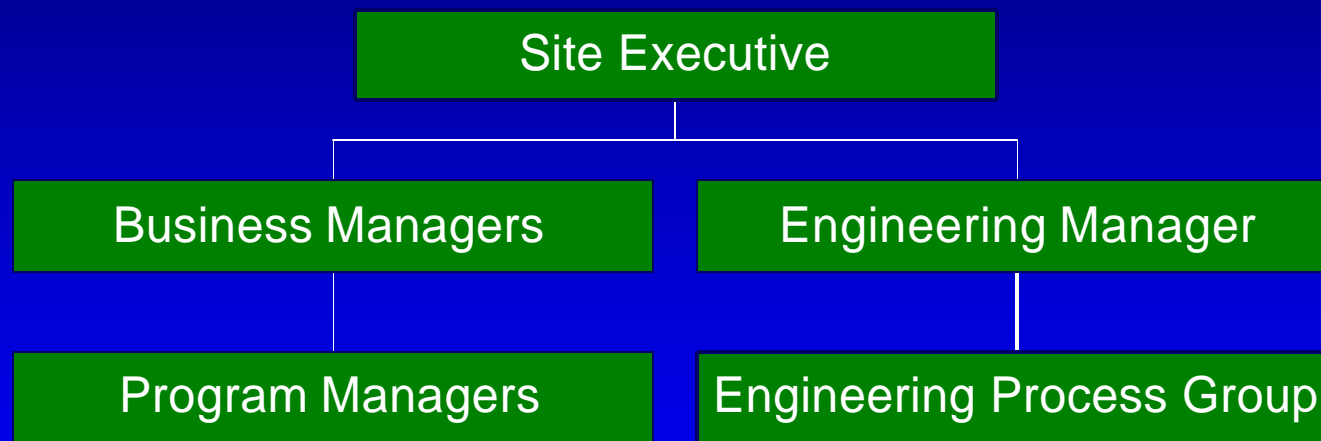 Site Executive
Business Managers
Engineering Manager
Program Managers
Engineering Process Group